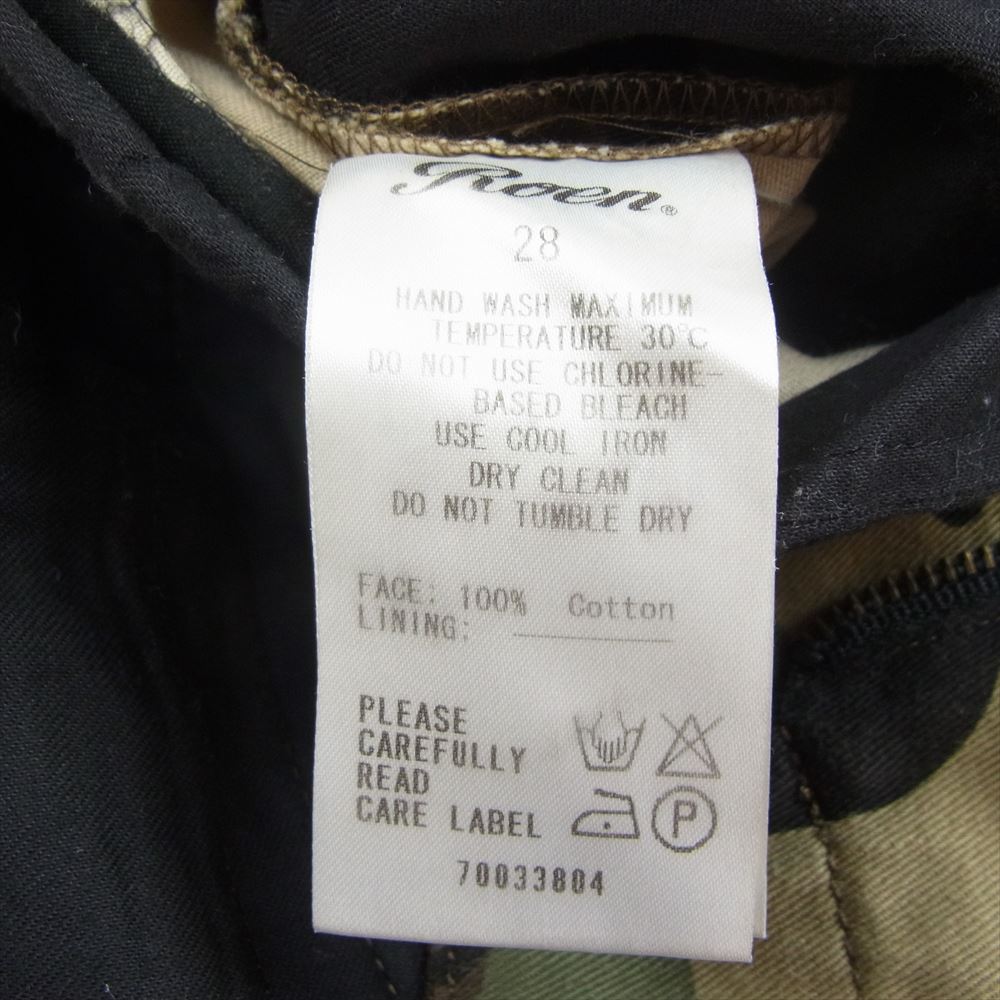 Roen®
28
HAND WASH MAXIMUM
TEMPERATURE 30℃
DO NOT USE CHLORINE-
BASED BLEACH
USE COOL IRON
DRY CLEAN
DO NOT TUMBLE DRY
FACE: 100% Cotton
LINING:
PLEASE
CAREFULLY
READ
CARE LABEL
P
70033804